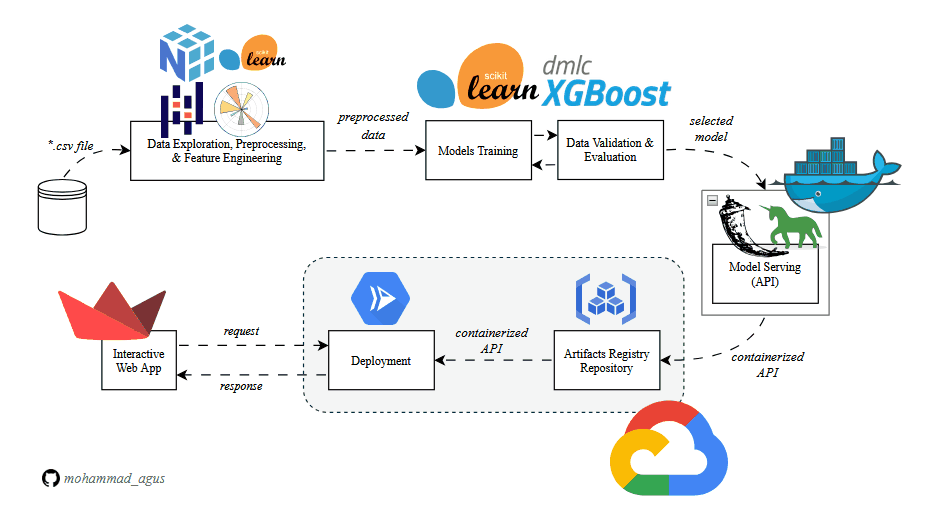 scikit
learn
*.csv file
Data Exploration, Preprocessing,
& Feature Engineering
preprocessed
data
scikit
learn
dmlc
XGBoost
Models Training
Data Validation &
Evaluation
selected
model
Model Serving
(API)
containerized
API
Artifacts Registry
Repository
containerized
API
Deployment
request
response
Interactive
Web App
mohammad_agus